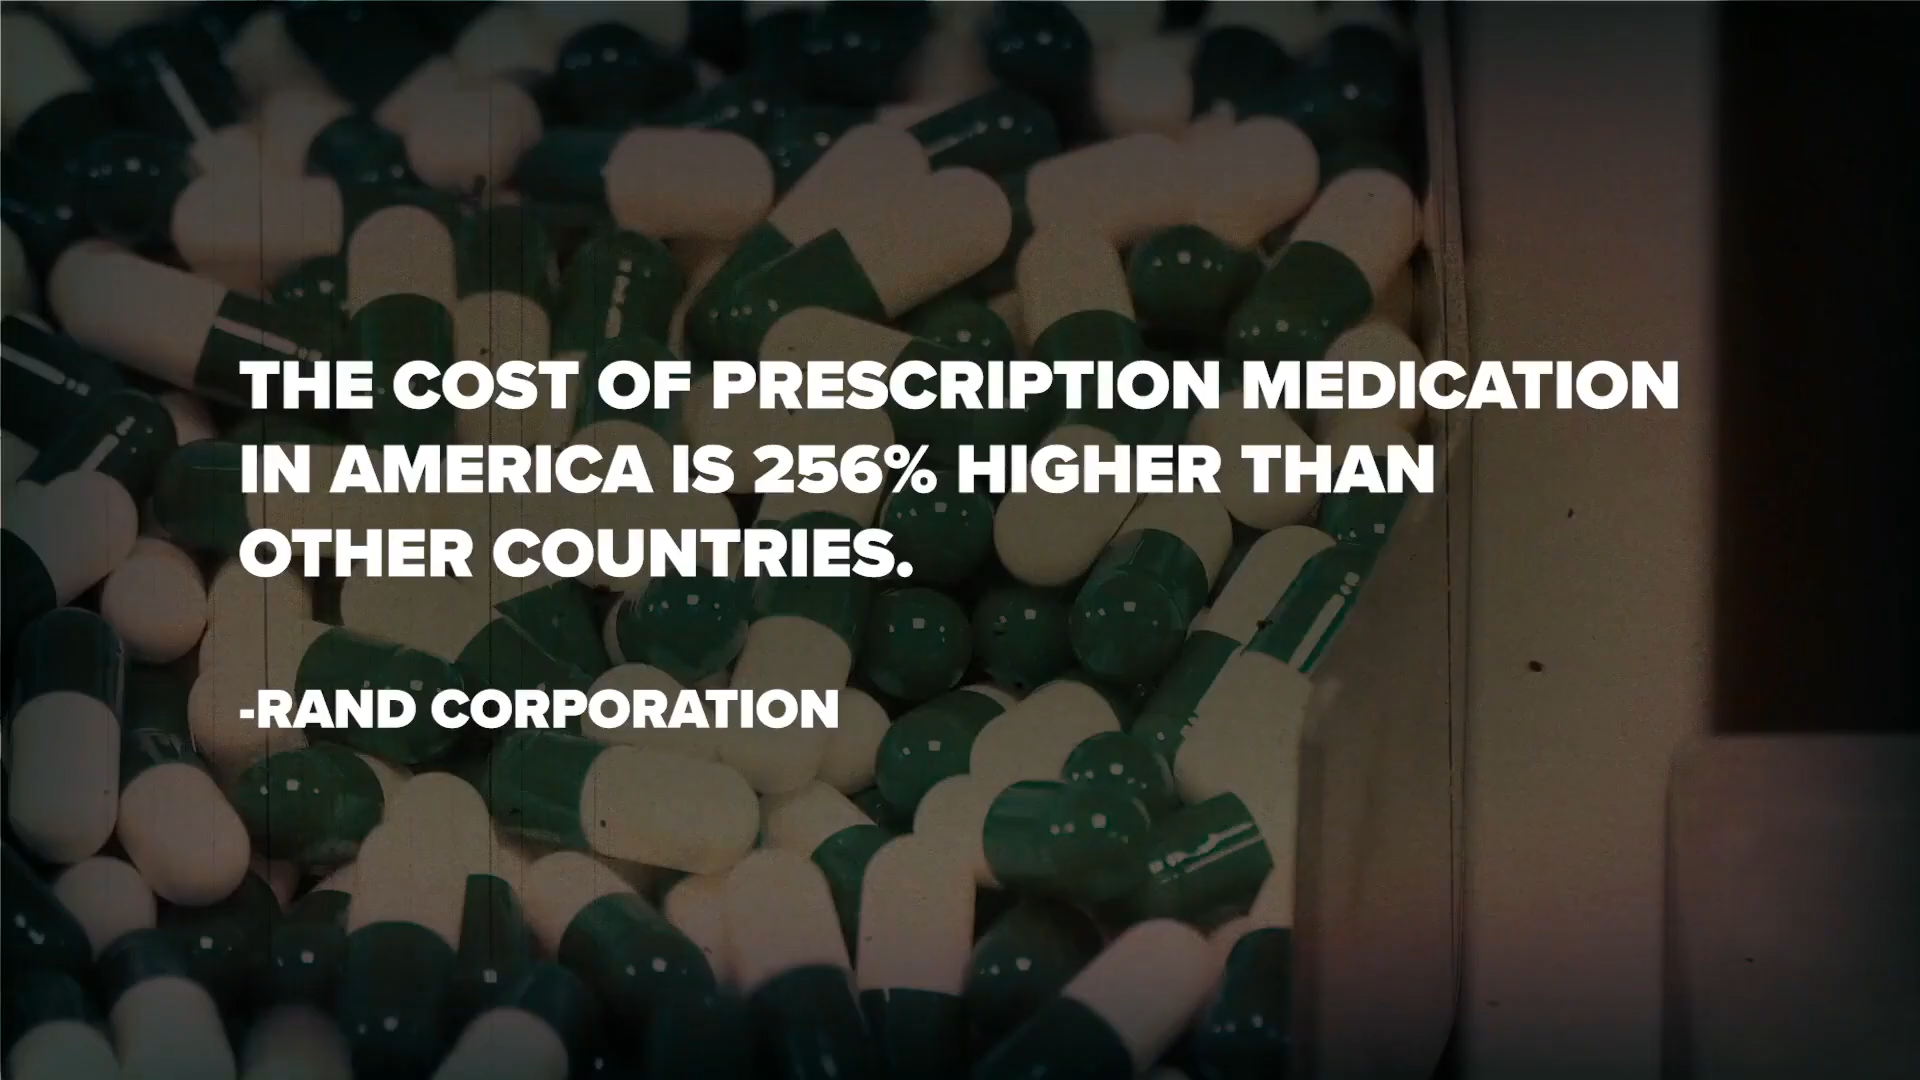 THE COST OF PRESCRIPTION MEDICATION
IN AMERICA IS 256% HIGHER THAN
OTHER COUNTRIES.
-RAND CORPORATION